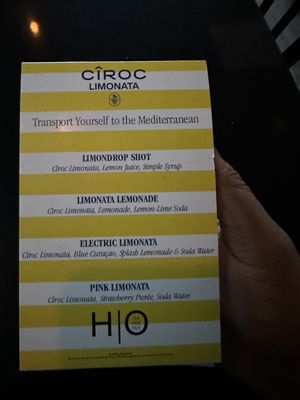 CÎROC
LIMONATA
Transport Yourself to the Mediterranean
LIMONDROP SHOT
Cîroc Limonata, Lemon Juice, Simple Syrup
LIMONATA LEMONADE
Cîroc Limonata, Lemonade, Lemon-Lime Soda
ELECTRIC LIMONATA
Cîroc Limonata, Blue Curaçao, Splash Lemonade & Soda Water
PINK LIMONATA
Cîroc Limonata, Strawberry Purée, Soda Water
H|O